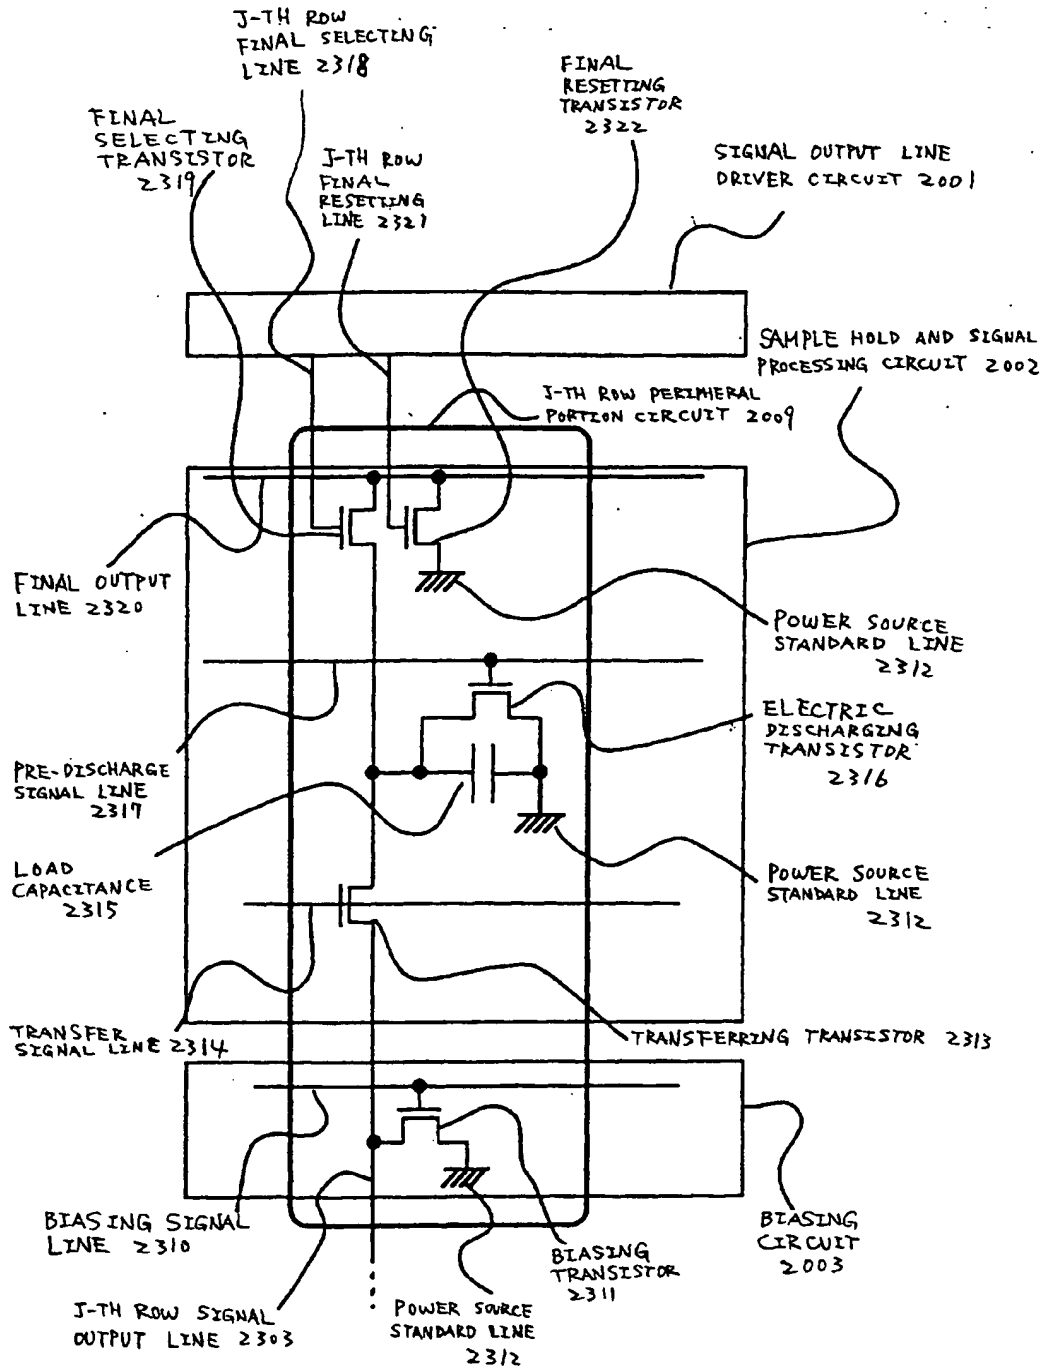 J-TH ROW
FINAL SELECTING
LINE 2318
FINAL
RESETTING
TRANSISTOR
2322
FINAL
SELECTING
TRANSISTOR
2319
J-TH ROW
FINAL
RESETTING
LINE 2321
SIGNAL OUTPUT LINE
DRIVER CIRCUIT 2001
SAMPLE HOLD AND SIGNAL
PROCESSING CIRCUIT 2002
J-TH ROW PERIPHERAL
PORTION CIRCUIT 2009
FINAL OUTPUT
LINE 2320
POWER SOURCE
STANDARD LINE
2312
ELECTRIC
DISCHARGING
TRANSISTOR
2316
PRE-DISCHARGE
SIGNAL LINE
2317
LOAD
CAPACITANCE
2315
POWER SOURCE
STANDARD LINE
2312
TRANSFER
SIGNAL LINE 2314
TRANSFERRING TRANSISTOR 2313
BIASING SIGNAL
LINE 2310
BIASING
TRANSISTOR
2311
BIASING
CIRCUIT
2003
J-TH ROW SIGNAL
OUTPUT LINE 2303
POWER SOURCE
STANDARD LINE
2312